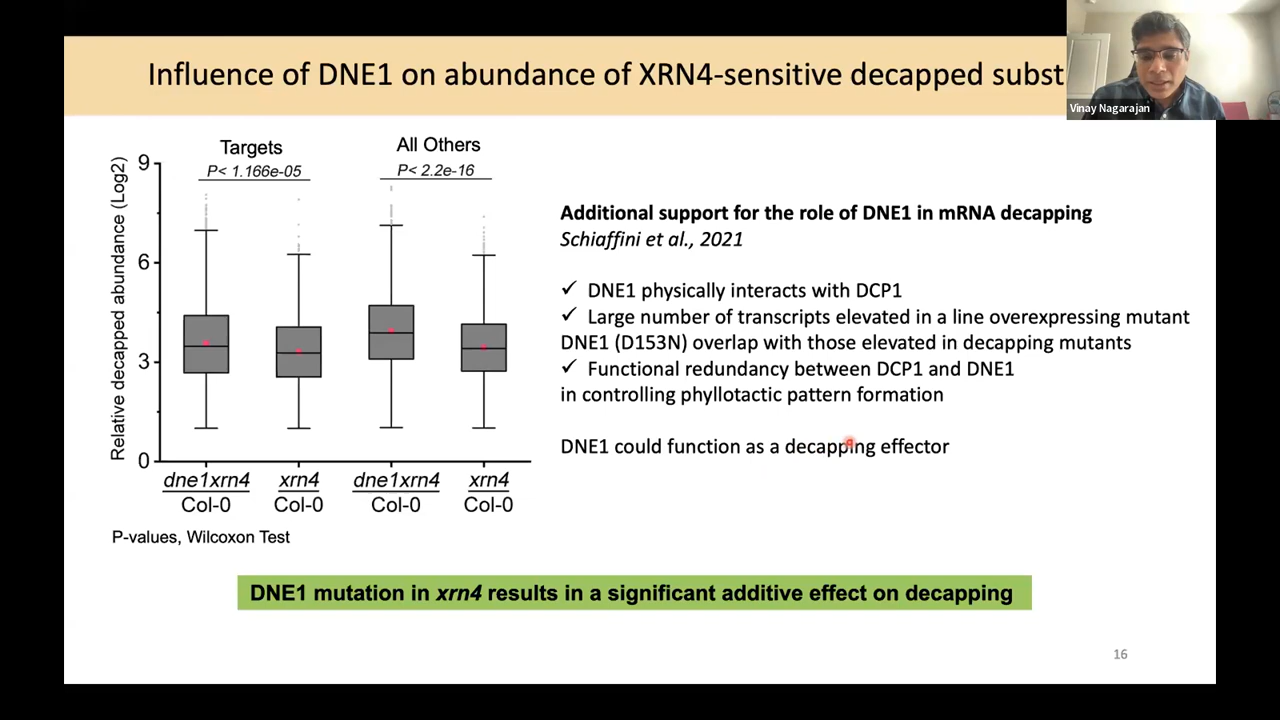 Influence of DNE1 on abundance of XRN4-sensitive decapped subst
Vinay Nagarajan
Targets
All Others
P< 1.166e-05
P< 2.2e-16
Relative decapped abundance (Log2)
9
6
3
0
dne1xrn4
Col-0
xrn4
Col-0
dne1xrn4
Col-0
xrn4
Col-0
P-values, Wilcoxon Test
Additional support for the role of DNE1 in mRNA decapping
Schiaffini et al., 2021
✓ DNE1 physically interacts with DCP1
✓ Large number of transcripts elevated in a line overexpressing mutant
DNE1 (D153N) overlap with those elevated in decapping mutants
✓ Functional redundancy between DCP1 and DNE1
in controlling phyllotactic pattern formation
DNE1 could function as a decapping effector
DNE1 mutation in xrn4 results in a significant additive effect on decapping
16